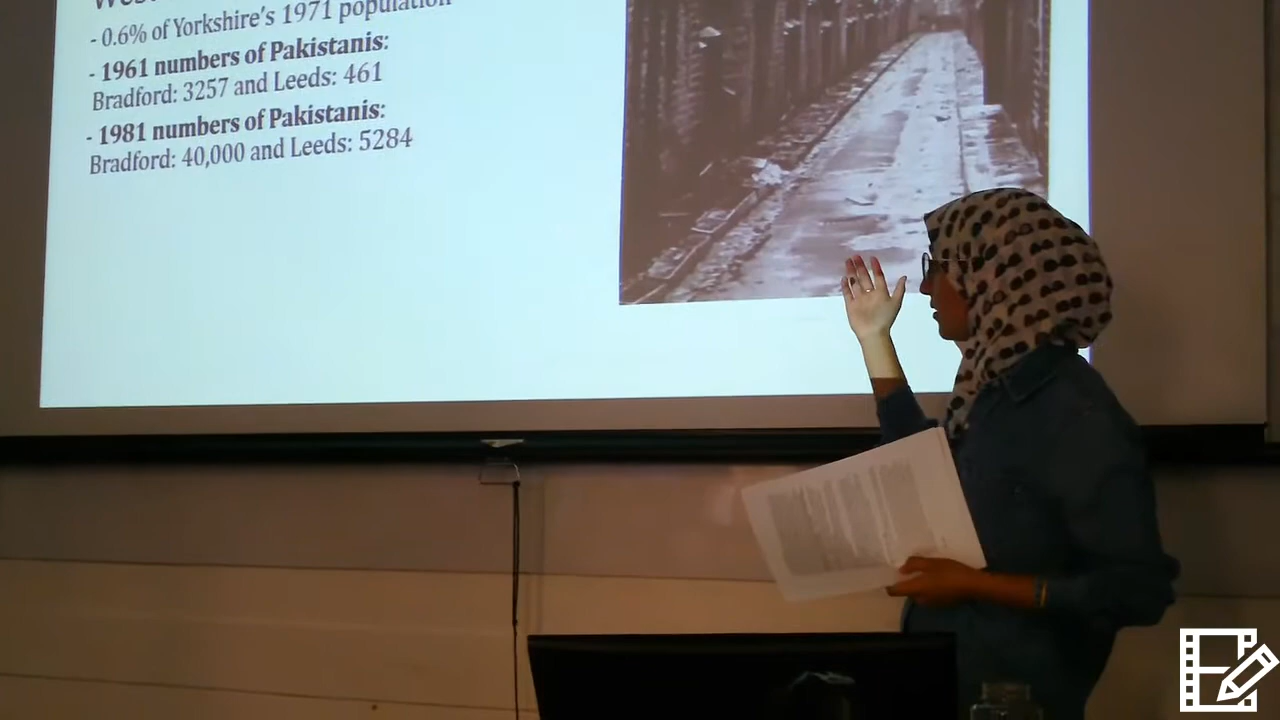 - 0.6% of Yorkshire's 1971 population
- 1961 numbers of Pakistanis:
Bradford: 3257 and Leeds: 461
- 1981 numbers of Pakistanis:
Bradford: 40,000 and Leeds: 5284